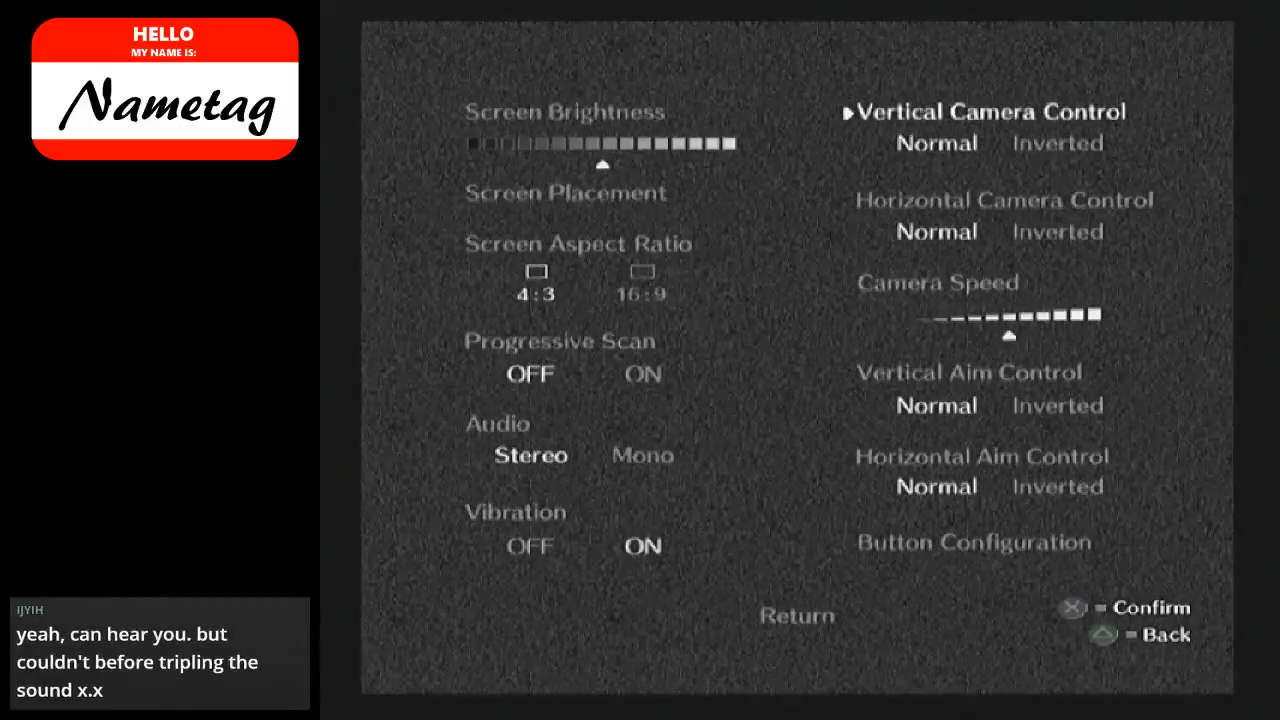 HELLO
MY NAME IS:
Nametag
Screen Brightness
Screen Placement
Screen Aspect Ratio
4:3 16:9
Progressive Scan
OFF ON
Audio
Stereo Mono
Vibration
OFF ON
Vertical Camera Control
Normal Inverted
Horizontal Camera Control
Normal Inverted
Camera Speed
Vertical Aim Control
Normal Inverted
Horizontal Aim Control
Normal Inverted
Button Configuration
Return
= Confirm
= Back
IJYIH
yeah, can hear you. but
couldn't before tripling the
sound x.x